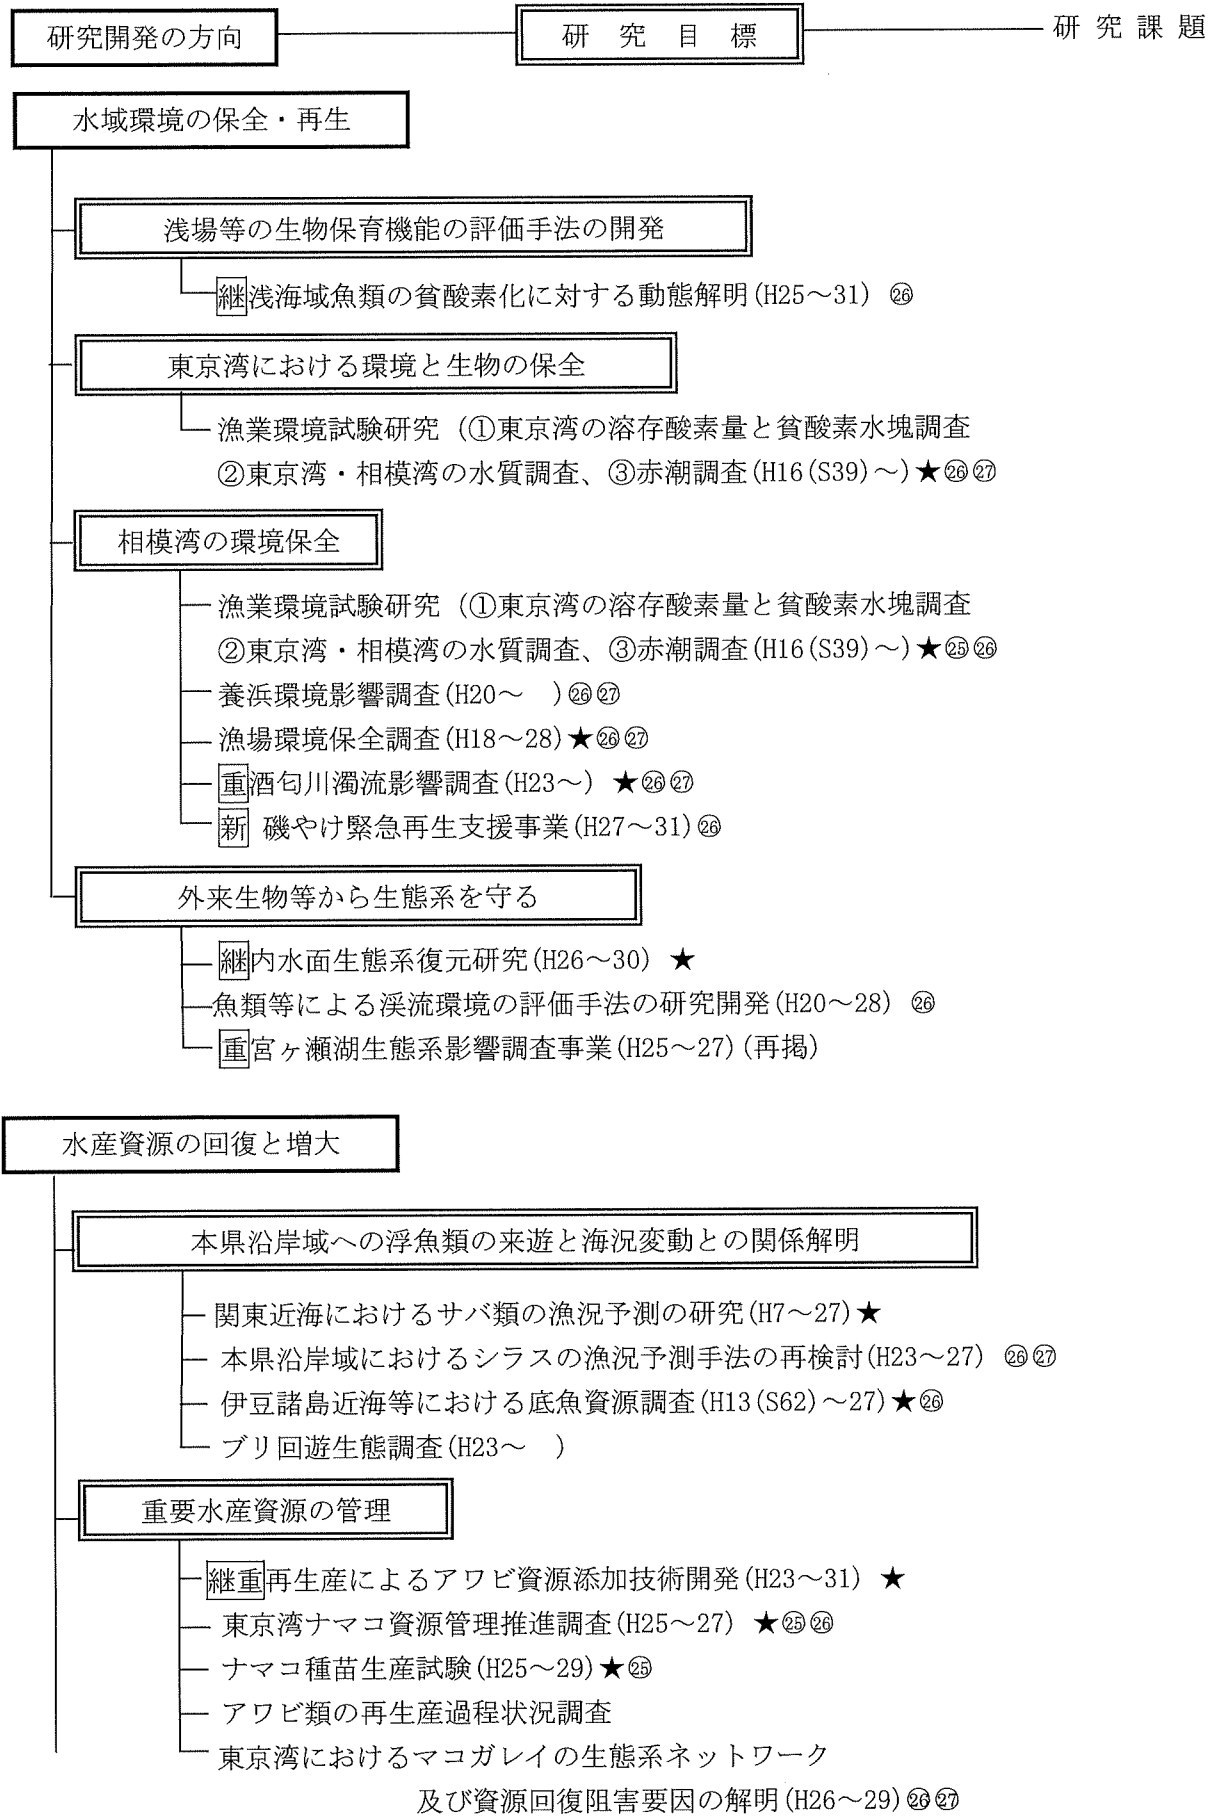 研究開発の方向 研究目標 研究課題
水域環境の保全・再生
浅場等の生物保育機能の評価手法の開発
継浅海域魚類の貧酸素化に対する動態解明(H25～31) ㉖
東京湾における環境と生物の保全
漁業環境試験研究（①東京湾の溶存酸素量と貧酸素水塊調査
②東京湾・相模湾の水質調査、③赤潮調査(H16(S39)～)★㉖㉗
相模湾の環境保全
漁業環境試験研究（①東京湾の溶存酸素量と貧酸素水塊調査
②東京湾・相模湾の水質調査、③赤潮調査(H16(S39)～)★㉕㉖
養浜環境影響調査(H20～　)㉖㉗
漁場環境保全調査(H18～28)★㉖㉗
重酒匂川濁流影響調査(H23～) ★㉖㉗
新 磯やけ緊急再生支援事業(H27～31)㉖
外来生物等から生態系を守る
継内水面生態系復元研究(H26～30) ★
魚類等による渓流環境の評価手法の研究開発(H20～28) ㉖
重宮ヶ瀬湖生態系影響調査事業(H25～27)(再掲)
水産資源の回復と増大
本県沿岸域への浮魚類の来遊と海況変動との関係解明
関東近海におけるサバ類の漁況予測の研究(H7～27)★
本県沿岸域におけるシラスの漁況予測手法の再検討(H23～27) ㉖㉗
伊豆諸島近海等における底魚資源調査(H13(S62)～27)★㉖
ブリ回遊生態調査(H23～　)
重要水産資源の管理
継重再生産によるアワビ資源添加技術開発(H23～31) ★
東京湾ナマコ資源管理推進調査(H25～27) ★㉕㉖
ナマコ種苗生産試験(H25～29)★㉕
アワビ類の再生産過程状況調査
東京湾におけるマコガレイの生態系ネットワーク
及び資源回復阻害要因の解明(H26～29)㉖㉗